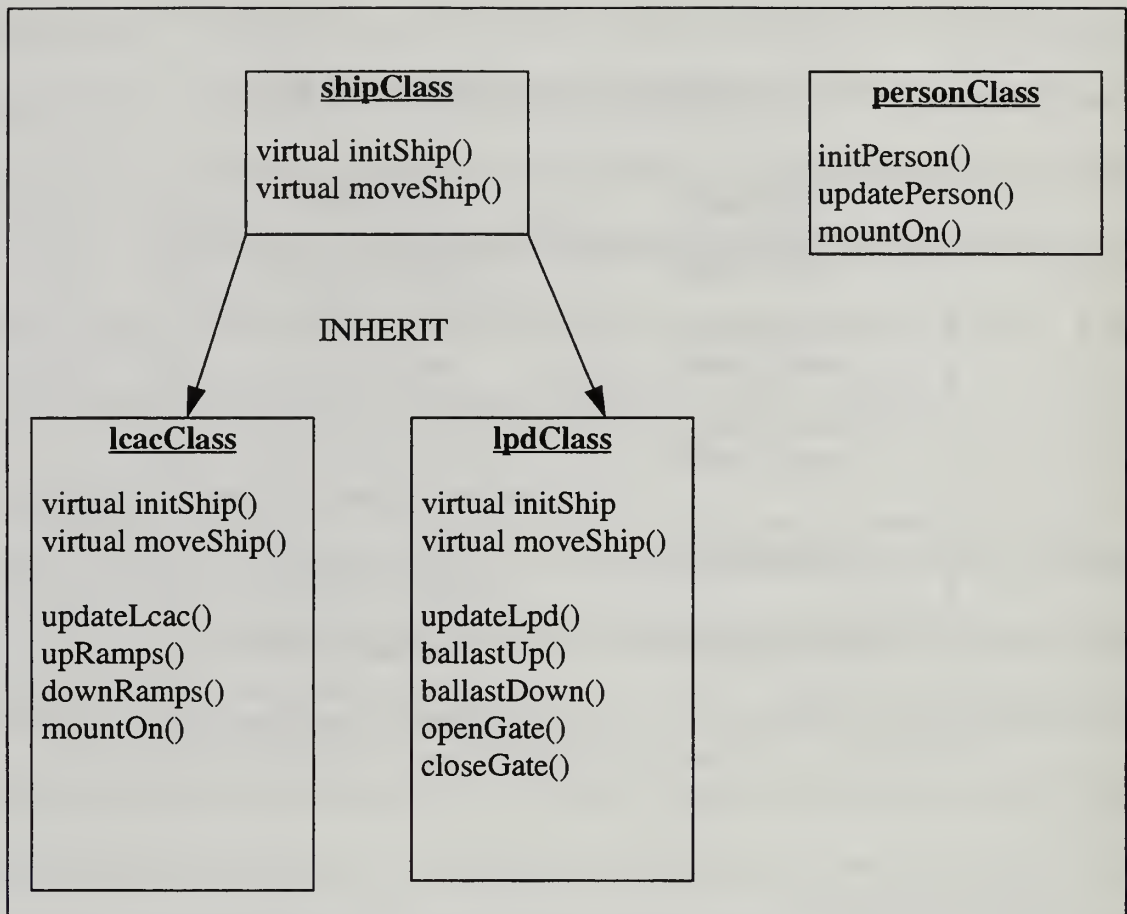 shipClass
virtual initShip()
virtual moveShip()
personClass
initPerson()
updatePerson()
mountOn()
INHERIT
lcacClass
virtual initShip()
virtual moveShip()
updateLcac()
upRamps()
downRamps()
mountOn()
lpdClass
virtual initShip
virtual moveShip()
updateLpd()
ballastUp()
ballastDown()
openGate()
closeGate()